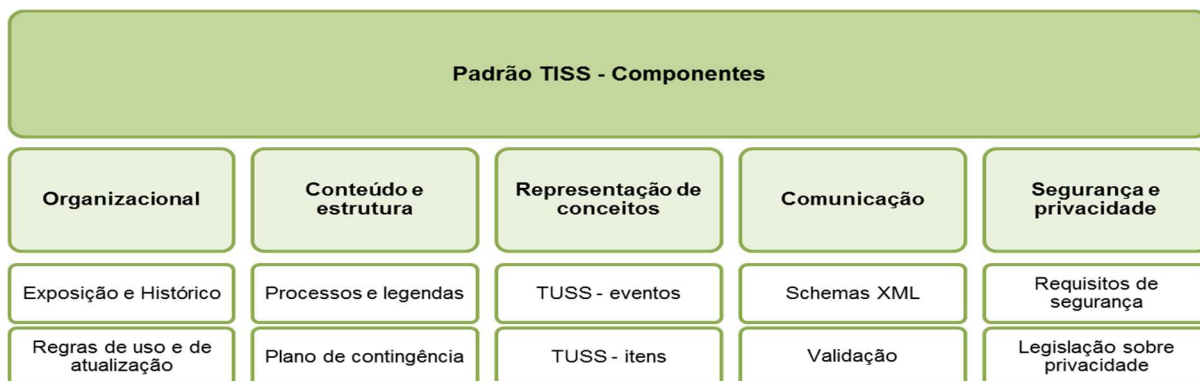 Padrão TISS - Componentes
Organizacional
Conteúdo e
estrutura
Representação de
conceitos
Comunicação
Segurança e
privacidade
Exposição e Histórico
Processos e legendas
TUSS - eventos
Schemas XML
Requisitos de
segurança
Regras de uso e de
atualização
Plano de contingência
TUSS - itens
Validação
Legislação sobre
privacidade